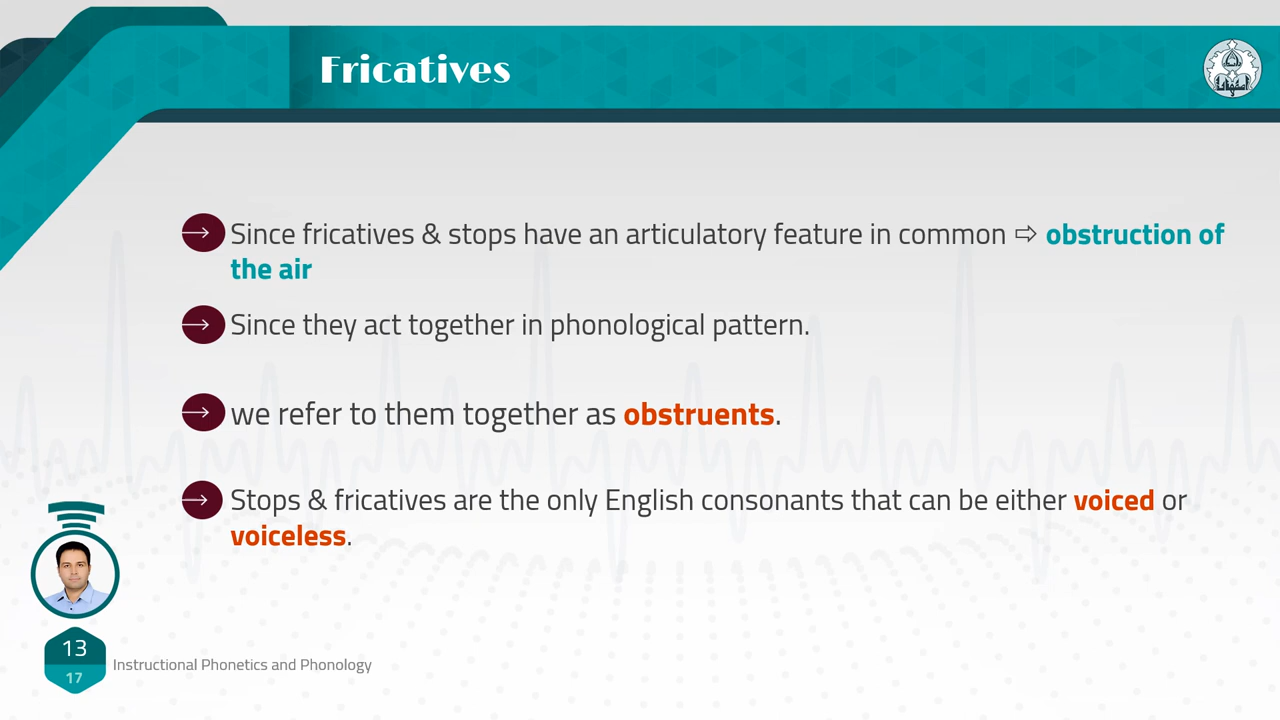 Fricatives
Since fricatives & stops have an articulatory feature in common ⇨ obstruction of
the air
Since they act together in phonological pattern.
we refer to them together as obstruents.
Stops & fricatives are the only English consonants that can be either voiced or
voiceless.
13
17
Instructional Phonetics and Phonology